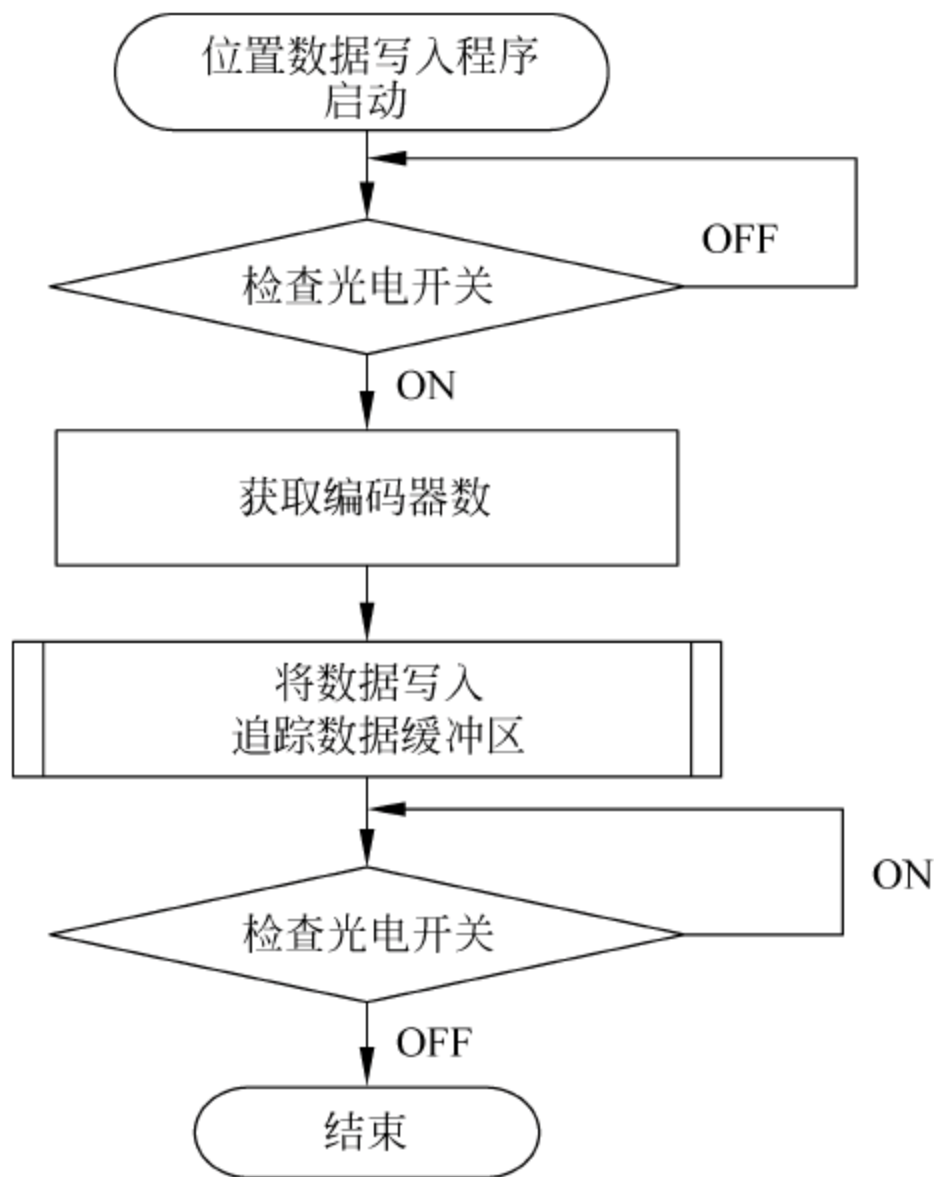 位置数据写入程序
启动
OFF
检查光电开关
ON
获取编码器数
将数据写入
追踪数据缓冲区
ON
检查光电开关
OFF
结束